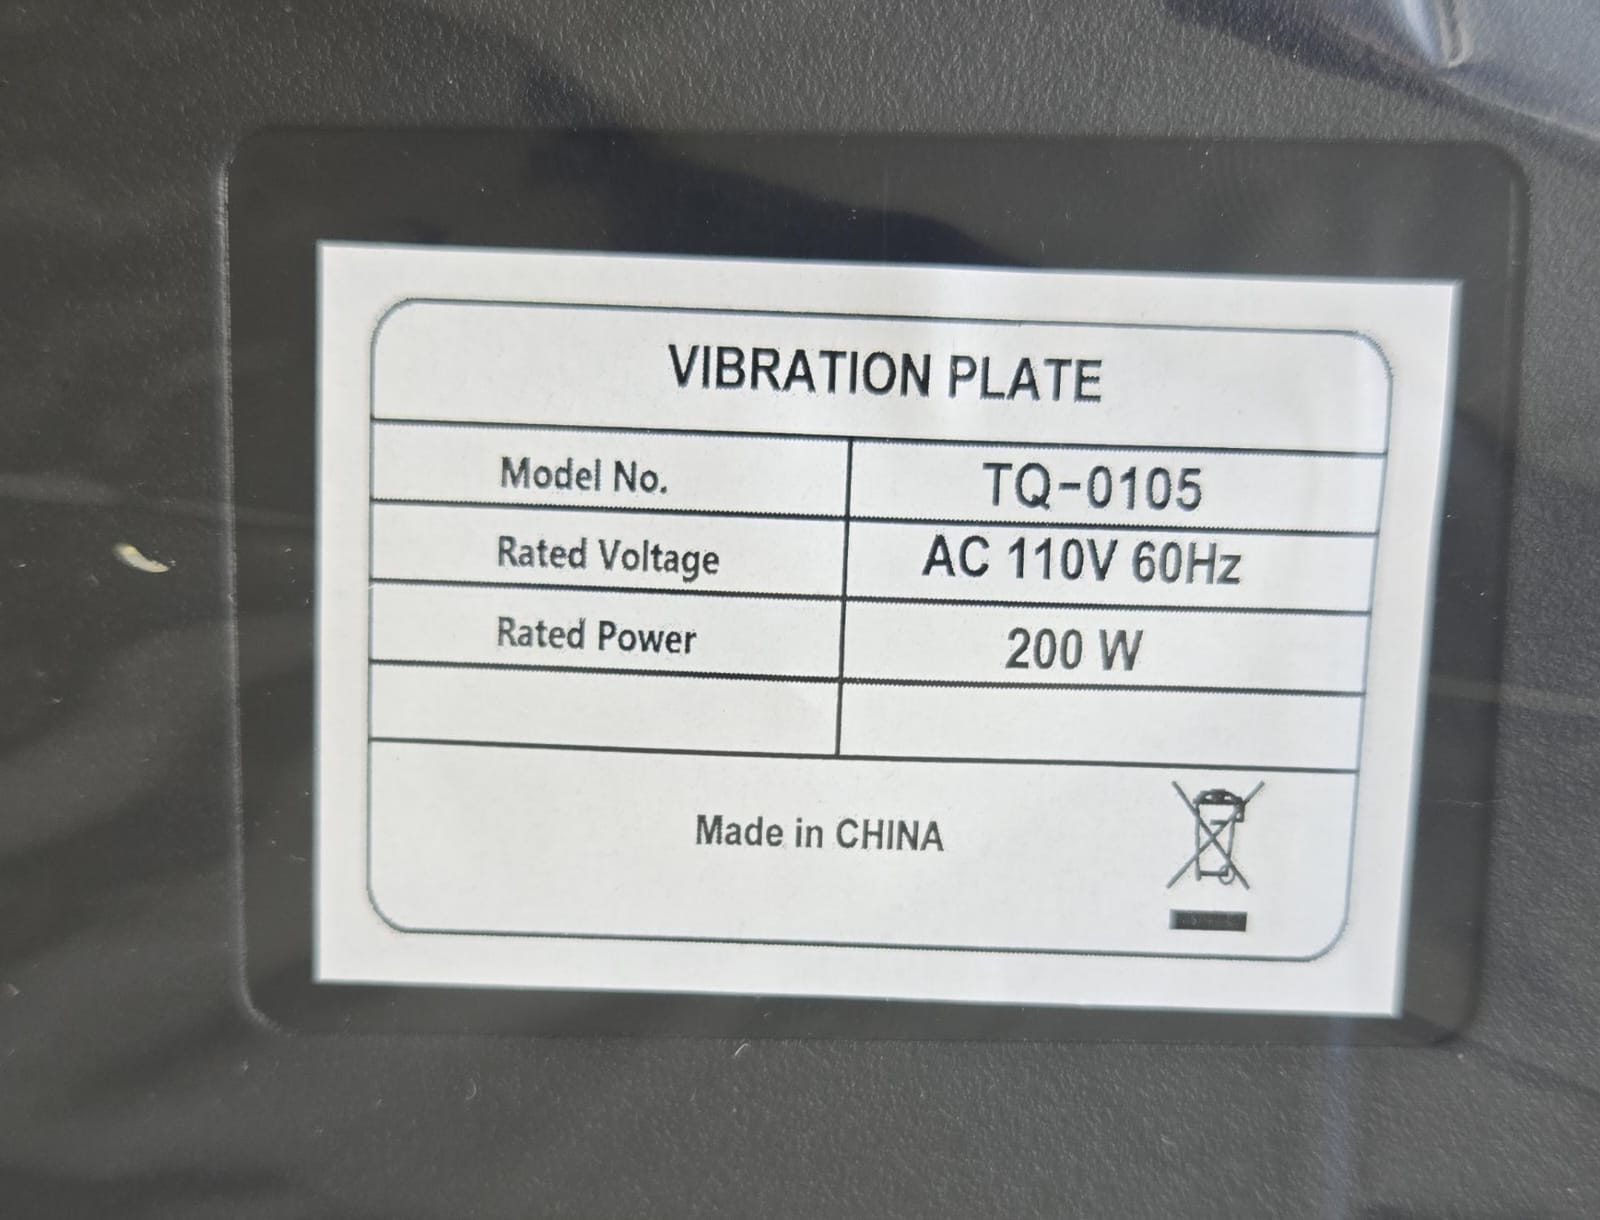 VIBRATION PLATE
Model No. TQ-0105
Rated Voltage AC 110V 60Hz
Rated Power 200 W
Made in CHINA